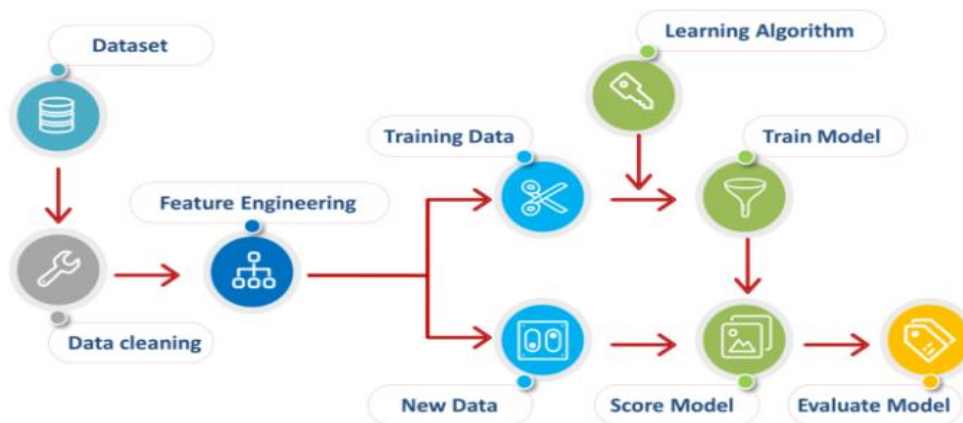 Dataset
Learning Algorithm
Training Data
Train Model
Feature Engineering
Data cleaning
New Data
Score Model
Evaluate Model